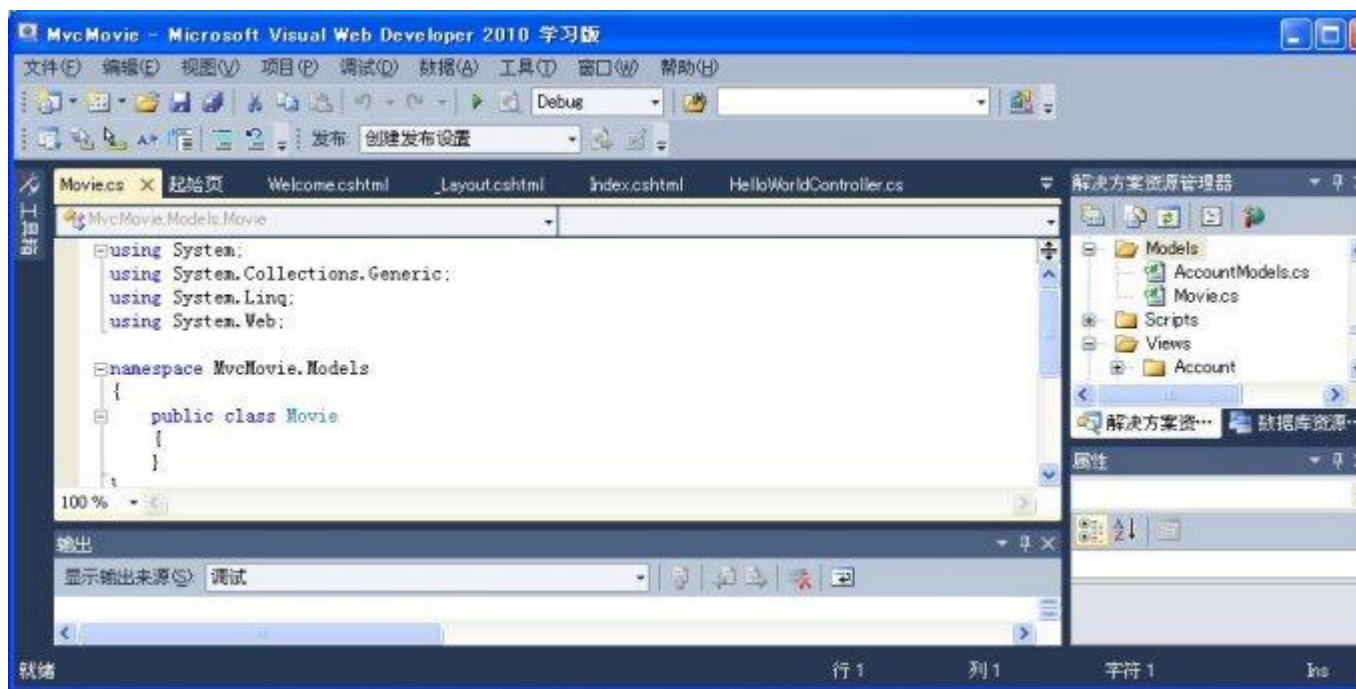 MvcMovie - Microsoft Visual Web Developer 2010 学习版
文件(F) 编辑(E) 视图(V) 项目(P) 调试(D) 数据(A) 工具(T) 窗口(W) 帮助(H)
Debug
发布: 创建发布设置
工具箱
Movie.cs 起始页 Welcome.cshtml _Layout.cshtml Index.cshtml HelloWorldController.cs
MvcMovie.Models.Movie
using System;
using System.Collections.Generic;
using System.Linq;
using System.Web;
namespace MvcMovie.Models
{
public class Movie
{
}
}
100 %
输出
显示输出来源(S): 调试
解决方案资源管理器
Models
AccountModels.cs
Movie.cs
Scripts
Views
Account
解决方案资… 数据库资源…
属性
就绪 行 1 列 1 字符 1 Ins